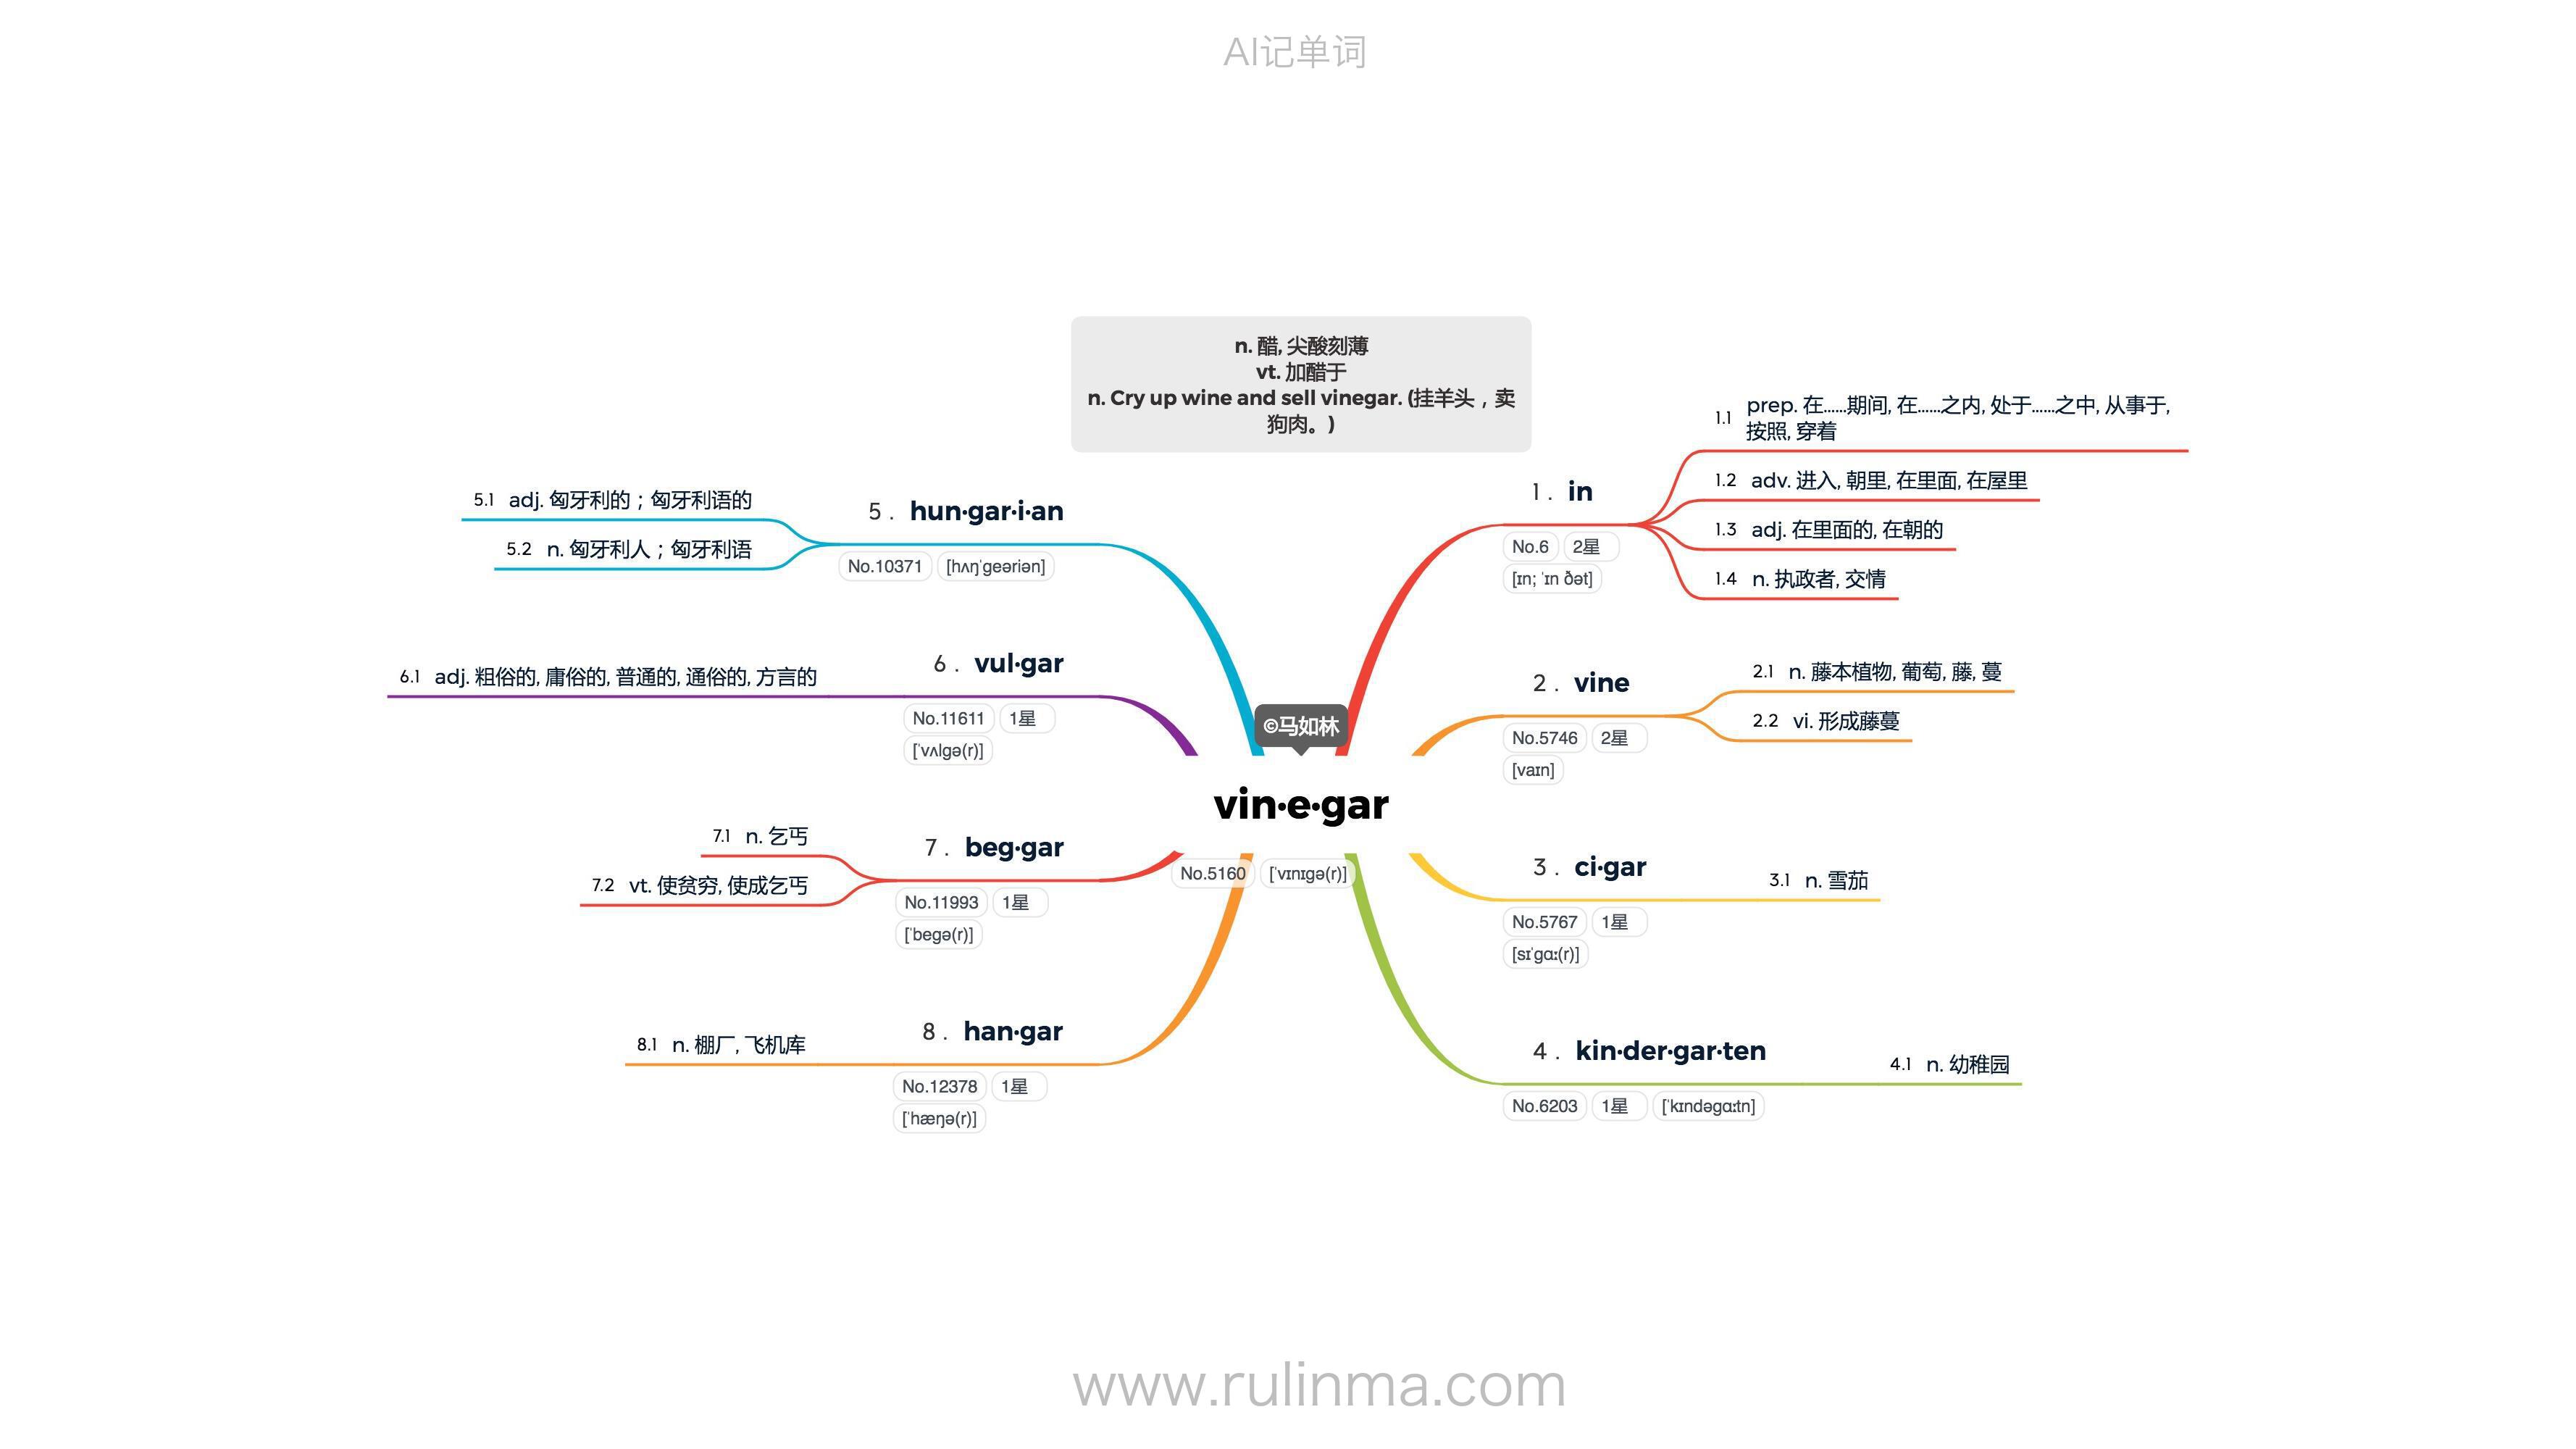 AI记单词
n. 醋, 尖酸刻薄
vt. 加醋于
n. Cry up wine and sell vinegar. (挂羊头，卖
狗肉。)
©马如林
vin·e·gar
No.5160 [ˈvɪnɪgə(r)]
1 . in
No.6 2星
[ɪn; ˈɪn ðət]
1.1 prep. 在……期间, 在……之内, 处于……之中, 从事于,
按照, 穿着
1.2 adv. 进入, 朝里, 在里面, 在屋里
1.3 adj. 在里面的, 在朝的
1.4 n. 执政者, 交情
2 . vine
No.5746 2星
[vaɪn]
2.1 n. 藤本植物, 葡萄, 藤, 蔓
2.2 vi. 形成藤蔓
3 . ci·gar
No.5767 1星
[sɪˈgɑː(r)]
3.1 n. 雪茄
4 . kin·der·gar·ten
No.6203 1星 [ˈkɪndəgɑːtn]
4.1 n. 幼稚园
5 . hun·gar·i·an
No.10371 [hʌŋˈgeəriən]
5.1 adj. 匈牙利的；匈牙利语的
5.2 n. 匈牙利人；匈牙利语
6 . vul·gar
No.11611 1星
[ˈvʌlgə(r)]
6.1 adj. 粗俗的, 庸俗的, 普通的, 通俗的, 方言的
7 . beg·gar
No.11993 1星
[ˈbegə(r)]
7.1 n. 乞丐
7.2 vt. 使贫穷, 使成乞丐
8 . han·gar
No.12378 1星
[ˈhæŋə(r)]
8.1 n. 棚厂, 飞机库
www.rulinma.com